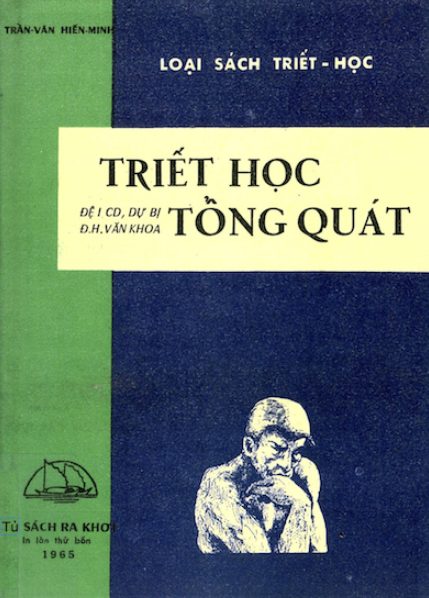 TRẦN-VĂN HIẾN-MINH
LOẠI SÁCH TRIẾT - HỌC
TRIẾT HỌC
ĐỆ I CD, DỰ BỊ
Đ.H. VĂN KHOA
TỔNG QUÁT
TỦ SÁCH RA KHƠI
In lần thứ bốn
1965